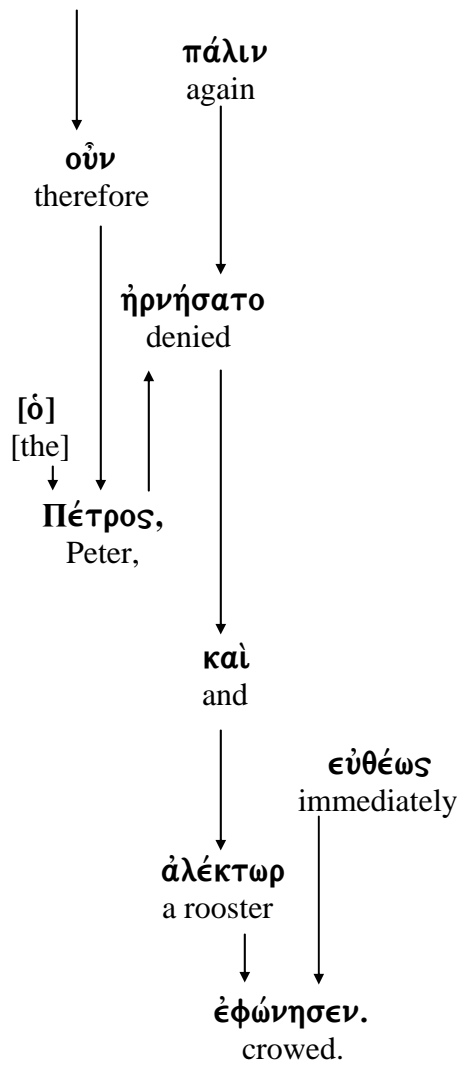 πάλιν
again
οὖν
therefore
ἠρνήσατο
denied
[ὁ]
[the]
Πέτρος,
Peter,
καὶ
and
εὐθέως
immediately
ἀλέκτωρ
a rooster
ἐφώνησεν.
crowed.